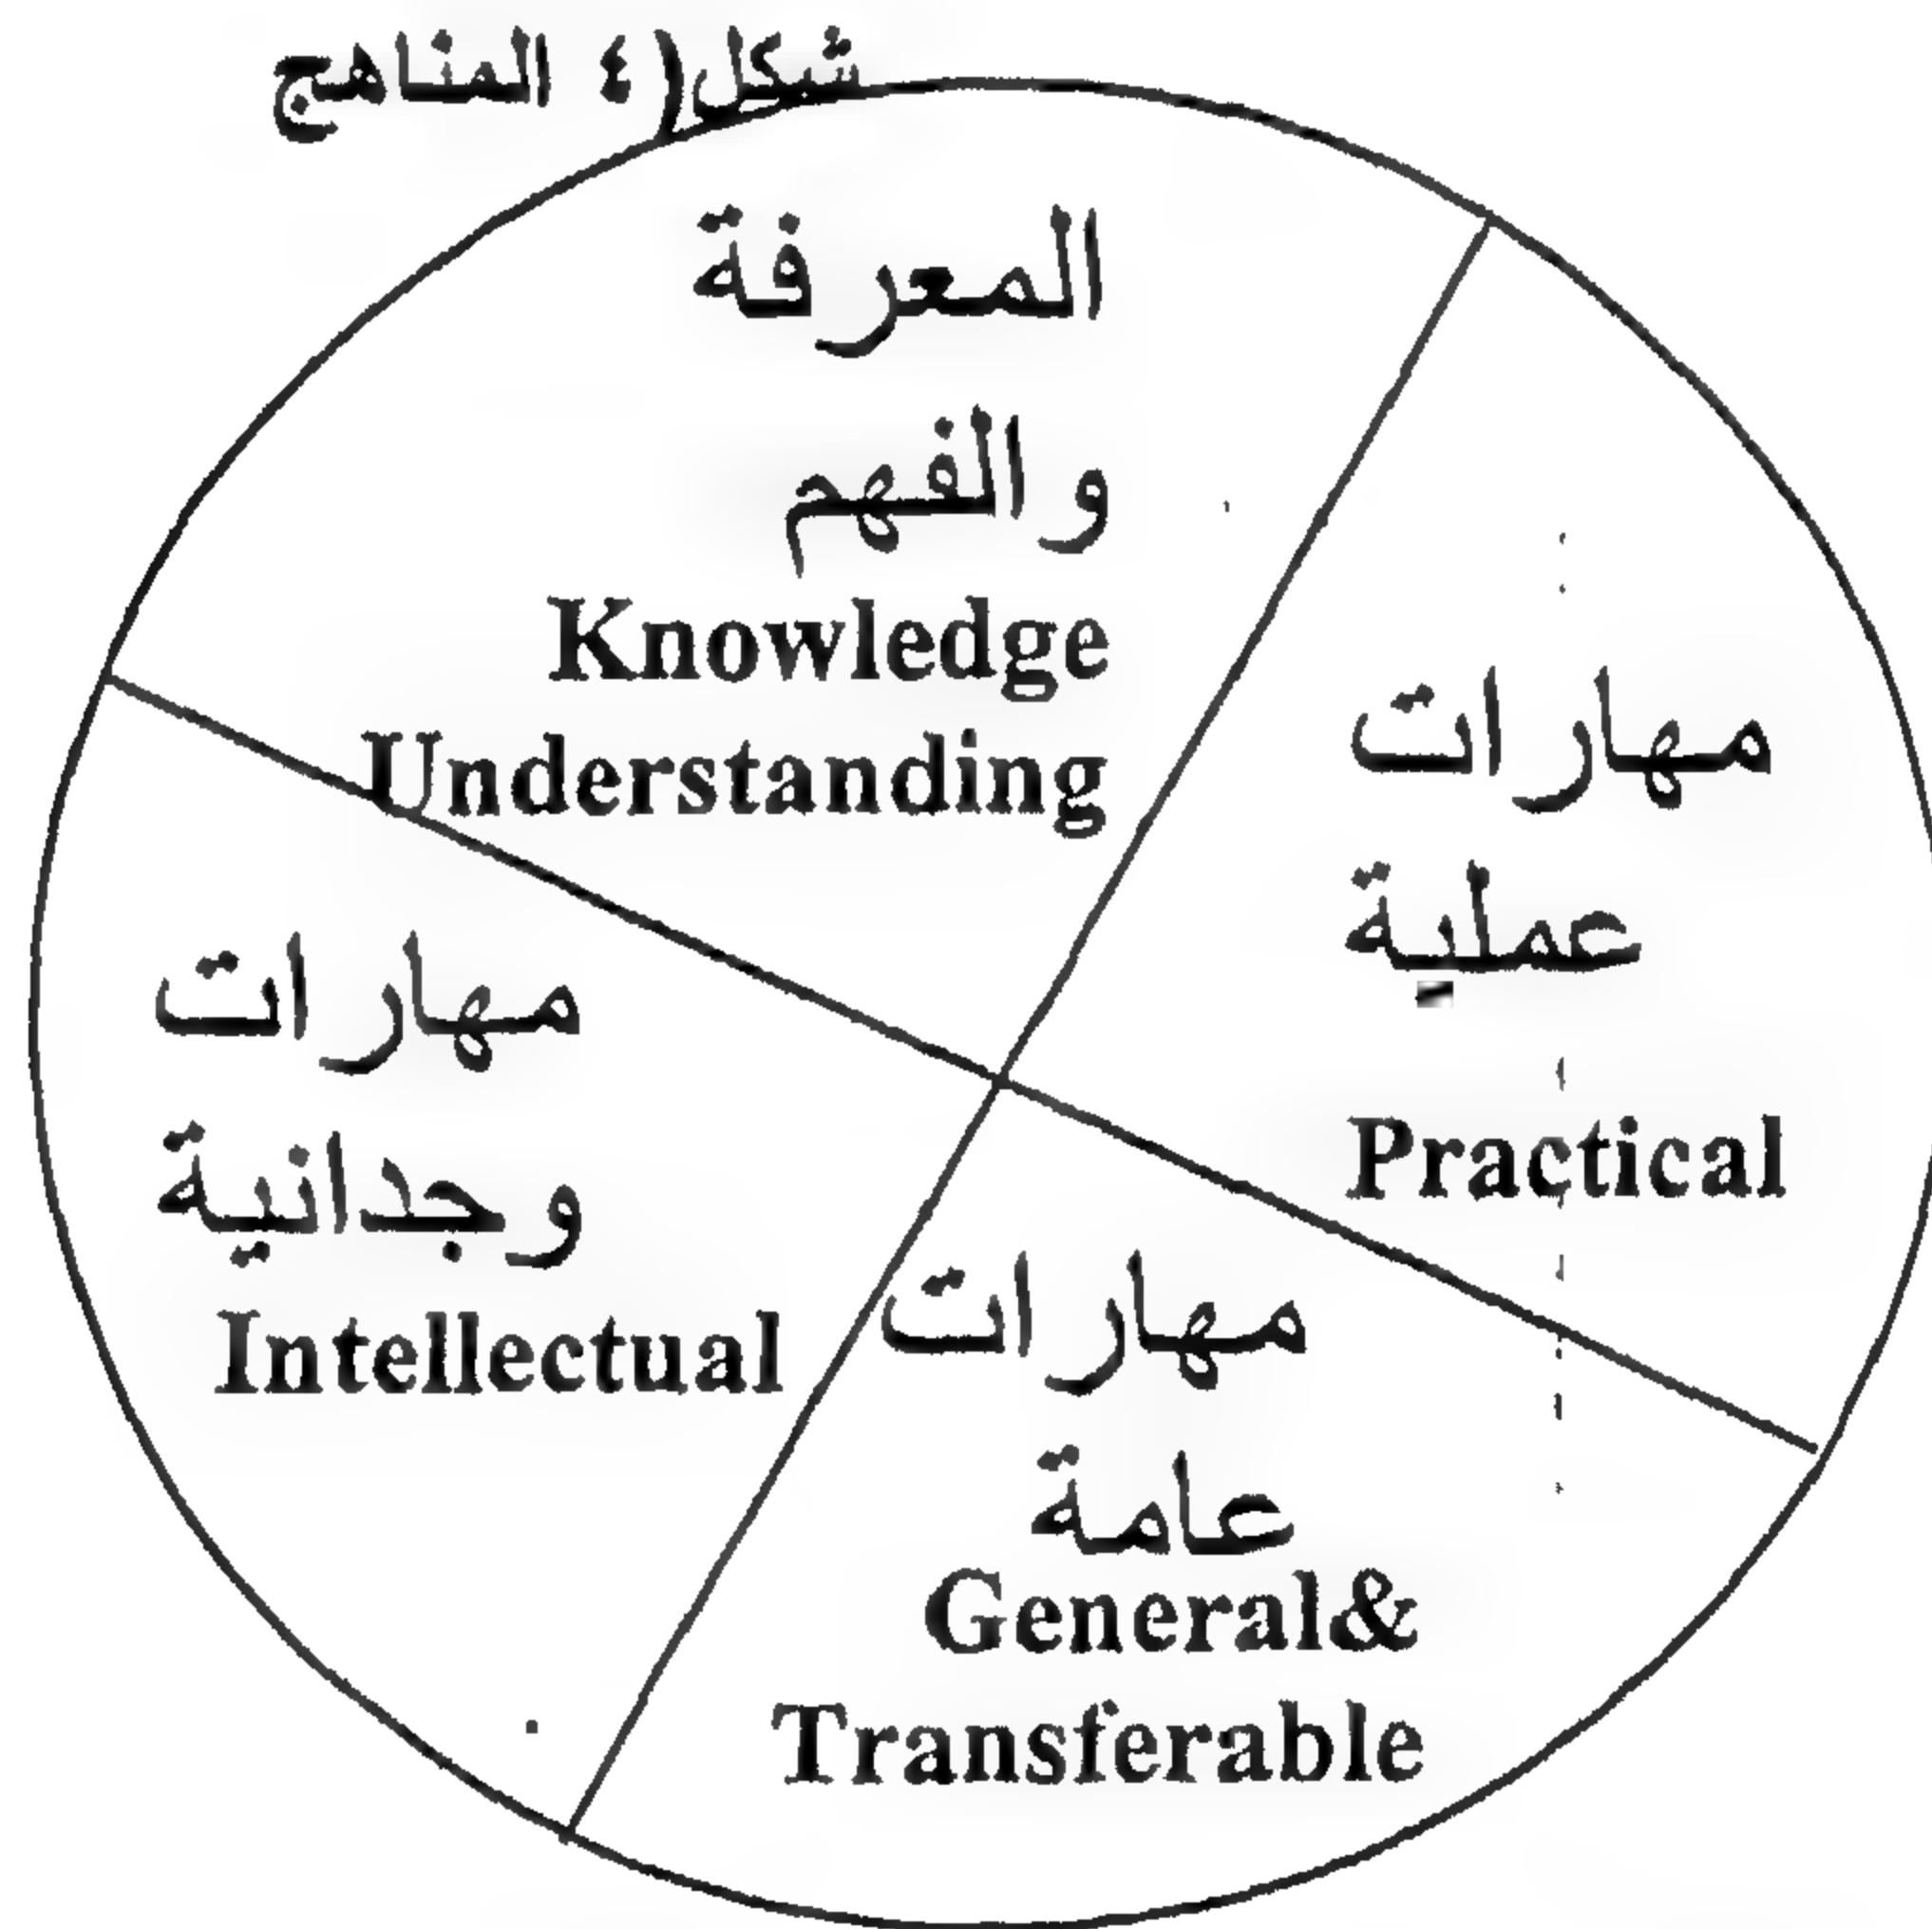 شكل(٤ المناهج
المعرفة
والفهم
Knowledge
Understanding
مهارات
عملية
Practical
مهارات
وجدانية
Intellectual
مهارات
عامة
General&
Transferable